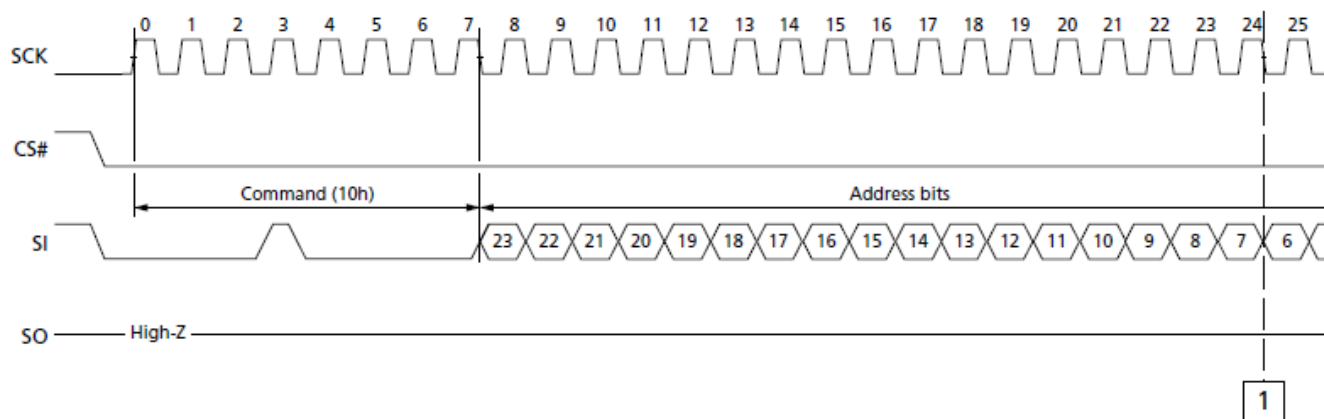 0 1 2 3 4 5 6 7 8 9 10 11 12 13 14 15 16 17 18 19 20 21 22 23 24 25
SCK
CS#
Command (10h) Address bits
SI 23 22 21 20 19 18 17 16 15 14 13 12 11 10 9 8 7 6
SO High-Z
1